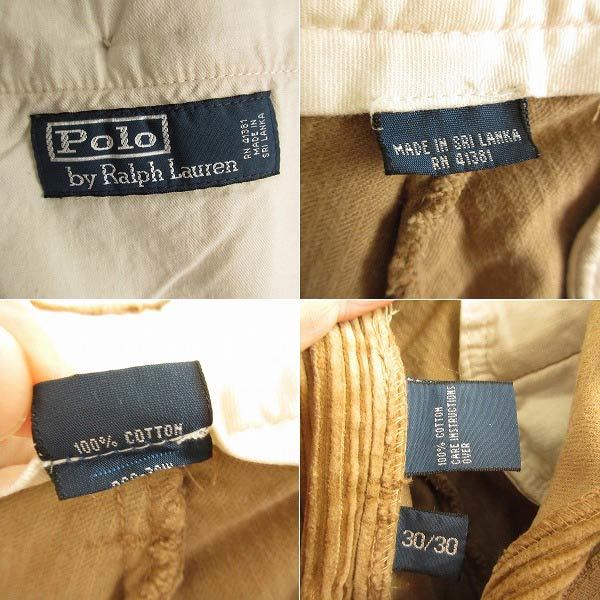 Polo
by Ralph Lauren
RN 41381
MADE IN
SRI LANKA
MADE IN SRI LANKA
RN 41381
100% COTTON
100% COTTON
CARE INSTRUCTIONS
OVER
30/30